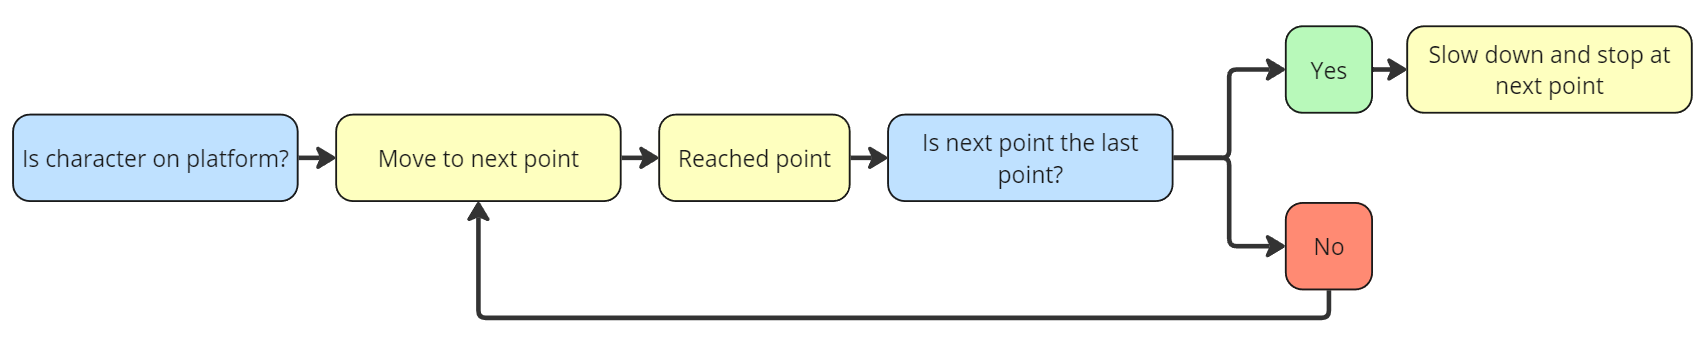 Is character on platform?
Move to next point
Reached point
Is next point the last
point?
Yes
Slow down and stop at
next point
No